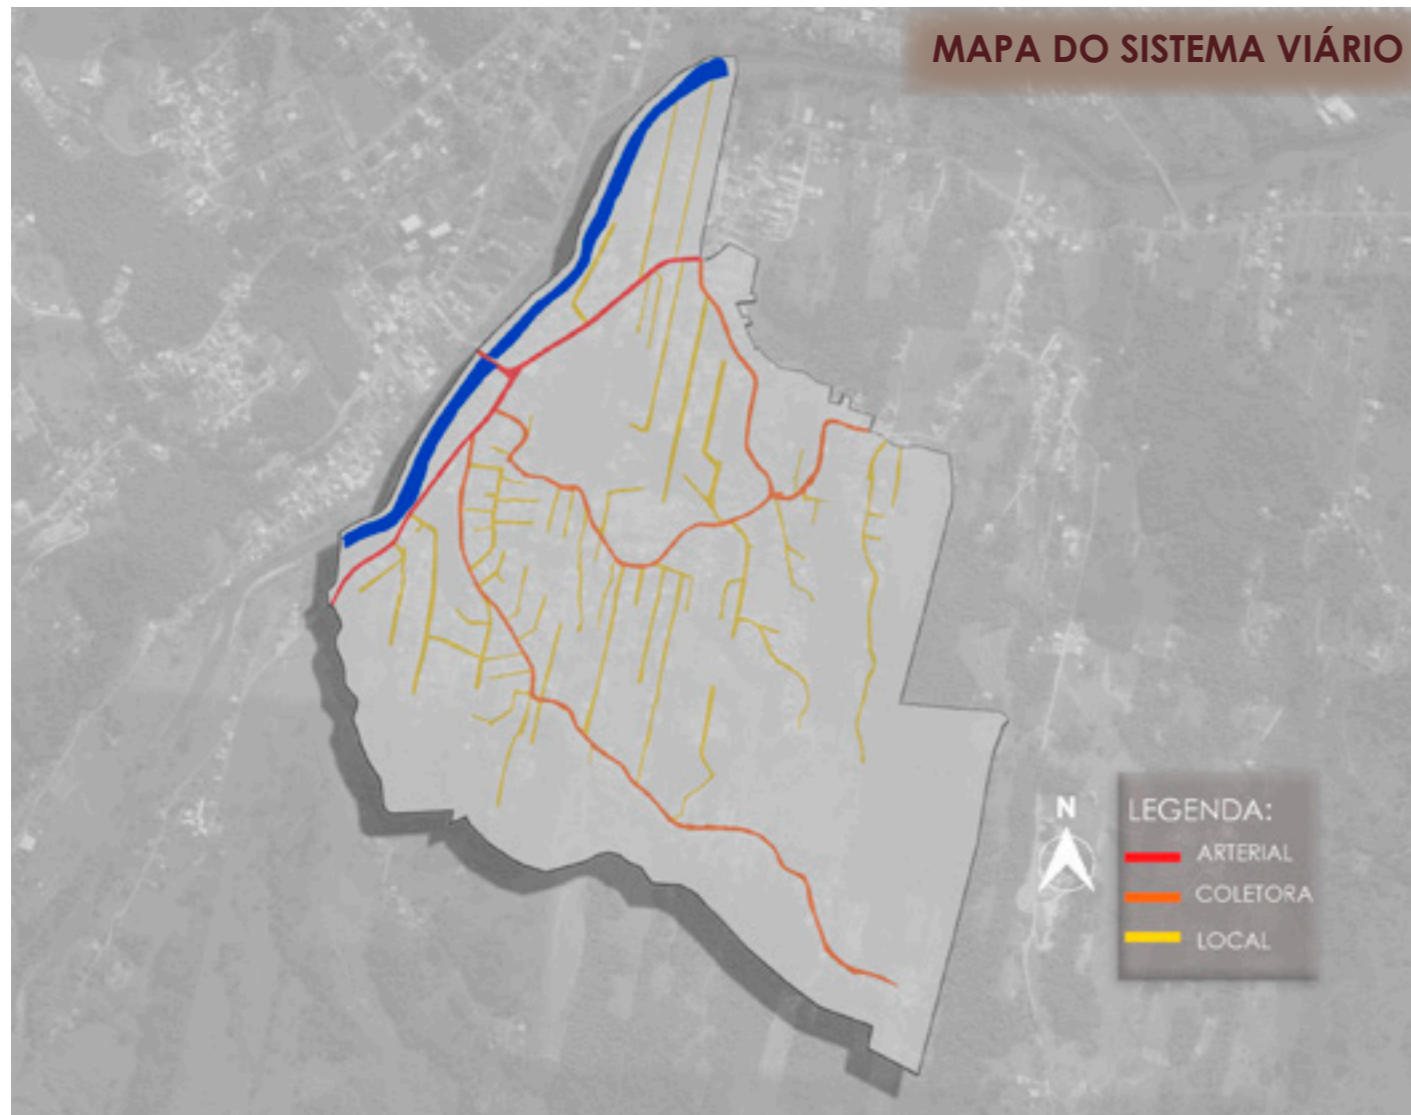 MAPA DO SISTEMA VIÁRIO
N
LEGENDA:
ARTERIAL
COLETORA
LOCAL